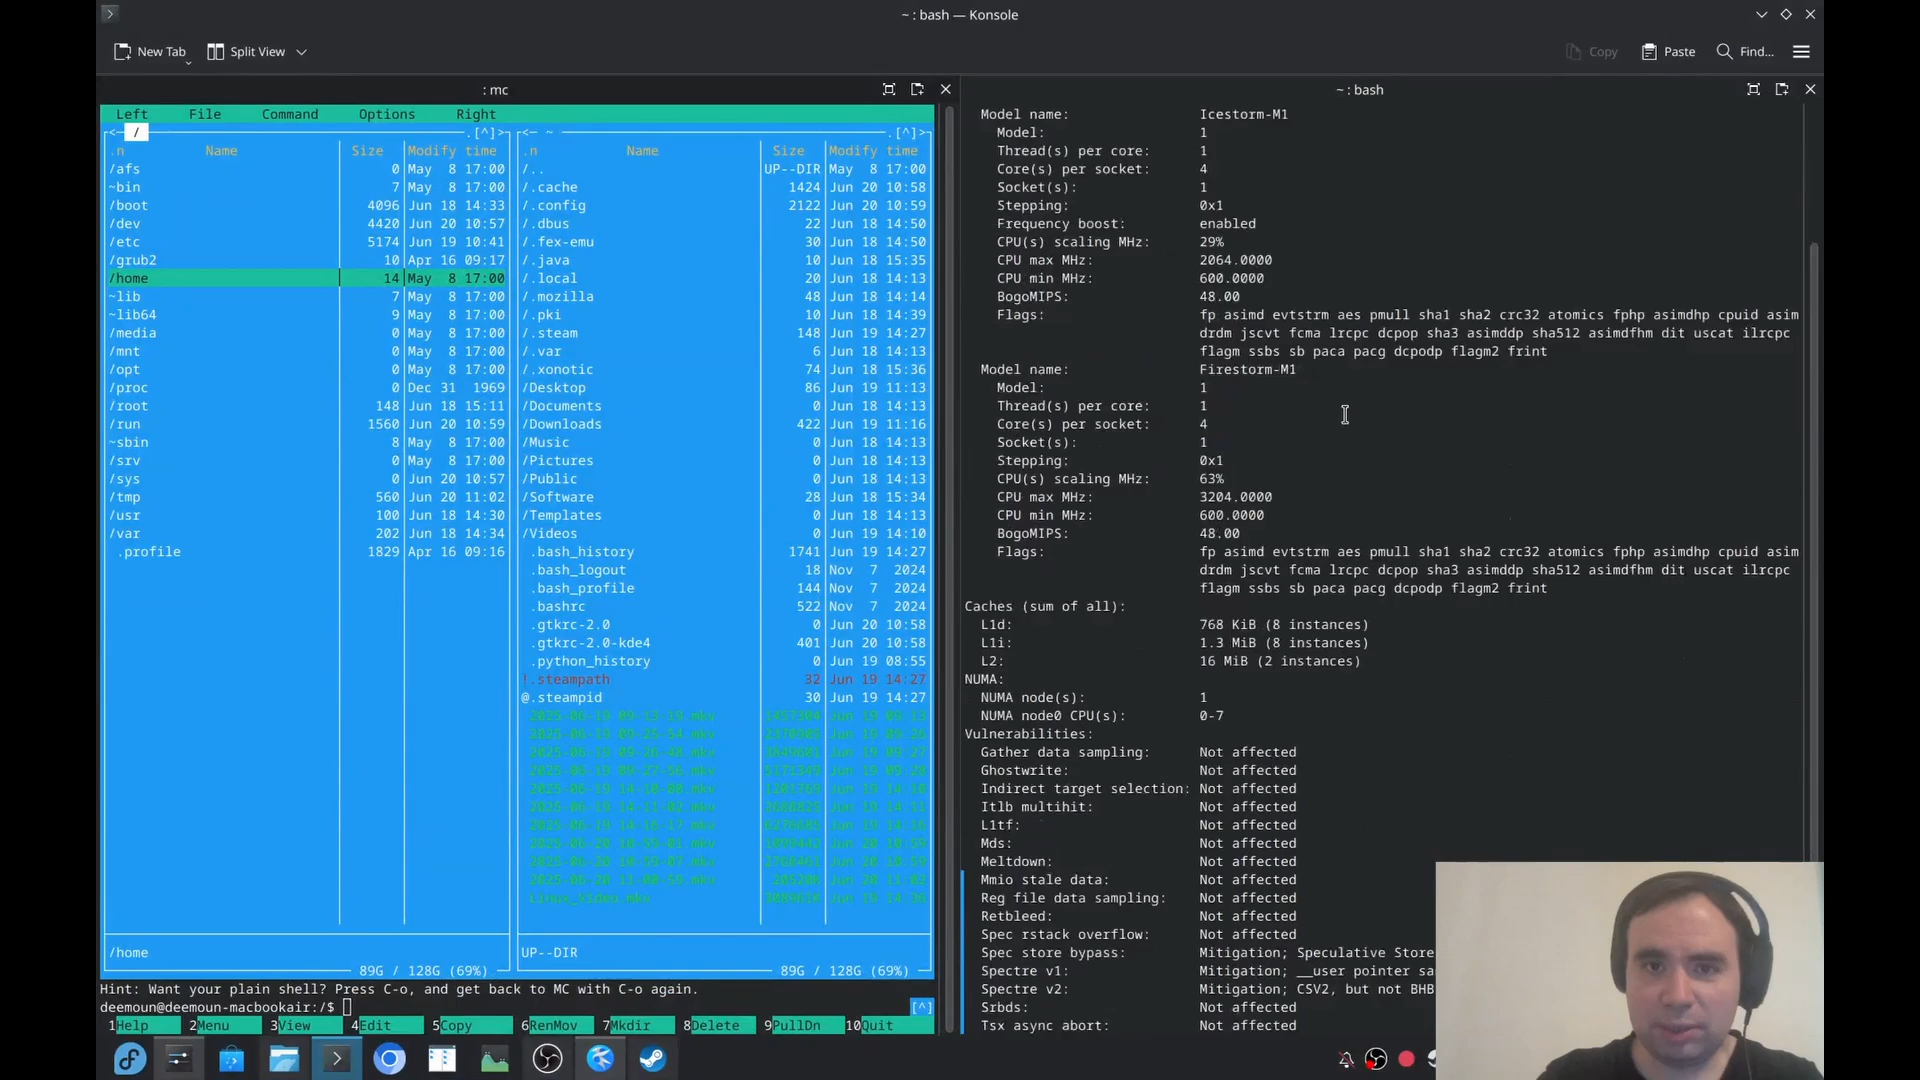 ~ : bash — Konsole
New Tab
Split View
Copy
Paste
Find...
: mc
Left File Command Options Right
<— / .[^]>
.n Name Size Modify time
/afs 0 May 8 17:00
~bin 7 May 8 17:00
/boot 4096 Jun 18 14:33
/dev 4420 Jun 20 10:57
/etc 5174 Jun 19 10:41
/grub2 10 Apr 16 09:17
/home 14 May 8 17:00
~lib 7 May 8 17:00
~lib64 9 May 8 17:00
/media 0 May 8 17:00
/mnt 0 May 8 17:00
/opt 0 May 8 17:00
/proc 0 Dec 31 1969
/root 148 Jun 18 15:11
/run 1560 Jun 20 10:59
~sbin 8 May 8 17:00
/srv 0 May 8 17:00
/sys 0 Jun 20 10:57
/tmp 560 Jun 20 11:02
/usr 100 Jun 18 14:30
/var 202 Jun 18 14:34
.profile 1829 Apr 16 09:16
/home
89G / 128G (69%)
<— ~ .[^]>
.n Name Size Modify time
/.. UP--DIR May 8 17:00
/.cache 1424 Jun 20 10:58
/.config 2122 Jun 20 10:59
/.dbus 22 Jun 18 14:50
/.fex-emu 30 Jun 18 14:50
/.java 10 Jun 18 15:35
/.local 20 Jun 18 14:13
/.mozilla 48 Jun 18 14:14
/.pki 10 Jun 18 14:39
/.steam 148 Jun 19 14:27
/.var 6 Jun 18 14:13
/.xonotic 74 Jun 18 15:36
/Desktop 86 Jun 19 11:13
/Documents 0 Jun 18 14:13
/Downloads 422 Jun 19 11:16
/Music 0 Jun 18 14:13
/Pictures 0 Jun 18 14:13
/Public 0 Jun 18 14:13
/Software 28 Jun 18 15:34
/Templates 0 Jun 18 14:13
/Videos 0 Jun 19 14:10
.bash_history 1741 Jun 19 14:27
.bash_logout 18 Nov 7 2024
.bash_profile 144 Nov 7 2024
.bashrc 522 Nov 7 2024
.gtkrc-2.0 0 Jun 20 10:58
.gtkrc-2.0-kde4 401 Jun 20 10:58
.python_history 0 Jun 19 08:55
!.steampath 32 Jun 19 14:27
@.steampid 30 Jun 19 14:27
UP--DIR
89G / 128G (69%)
Hint: Want your plain shell? Press C-o, and get back to MC with C-o again.
deemoun@deemoun-macbookair:/$
[^]
1Help 2Menu 3View 4Edit 5Copy 6RenMov 7Mkdir 8Delete 9PullDn 10Quit
~ : bash
Model name: Icestorm-M1
Model: 1
Thread(s) per core: 1
Core(s) per socket: 4
Socket(s): 1
Stepping: 0x1
Frequency boost: enabled
CPU(s) scaling MHz: 29%
CPU max MHz: 2064.0000
CPU min MHz: 600.0000
BogoMIPS: 48.00
Flags: fp asimd evtstrm aes pmull sha1 sha2 crc32 atomics fphp asimdhp cpuid asim
drdm jscvt fcma lrcpc dcpop sha3 asimddp sha512 asimdfhm dit uscat ilrcpc
flagm ssbs sb paca pacg dcpodp flagm2 frint
Model name: Firestorm-M1
Model: 1
Thread(s) per core: 1
Core(s) per socket: 4
Socket(s): 1
Stepping: 0x1
CPU(s) scaling MHz: 63%
CPU max MHz: 3204.0000
CPU min MHz: 600.0000
BogoMIPS: 48.00
Flags: fp asimd evtstrm aes pmull sha1 sha2 crc32 atomics fphp asimdhp cpuid asim
drdm jscvt fcma lrcpc dcpop sha3 asimddp sha512 asimdfhm dit uscat ilrcpc
flagm ssbs sb paca pacg dcpodp flagm2 frint
Caches (sum of all):
L1d: 768 KiB (8 instances)
L1i: 1.3 MiB (8 instances)
L2: 16 MiB (2 instances)
NUMA:
NUMA node(s): 1
NUMA node0 CPU(s): 0-7
Vulnerabilities:
Gather data sampling: Not affected
Ghostwrite: Not affected
Indirect target selection: Not affected
Itlb multihit: Not affected
L1tf: Not affected
Mds: Not affected
Meltdown: Not affected
Mmio stale data: Not affected
Reg file data sampling: Not affected
Retbleed: Not affected
Spec rstack overflow: Not affected
Spec store bypass: Mitigation; Speculative Store
Spectre v1: Mitigation; __user pointer sa
Spectre v2: Mitigation; CSV2, but not BHB
Srbds: Not affected
Tsx async abort: Not affected